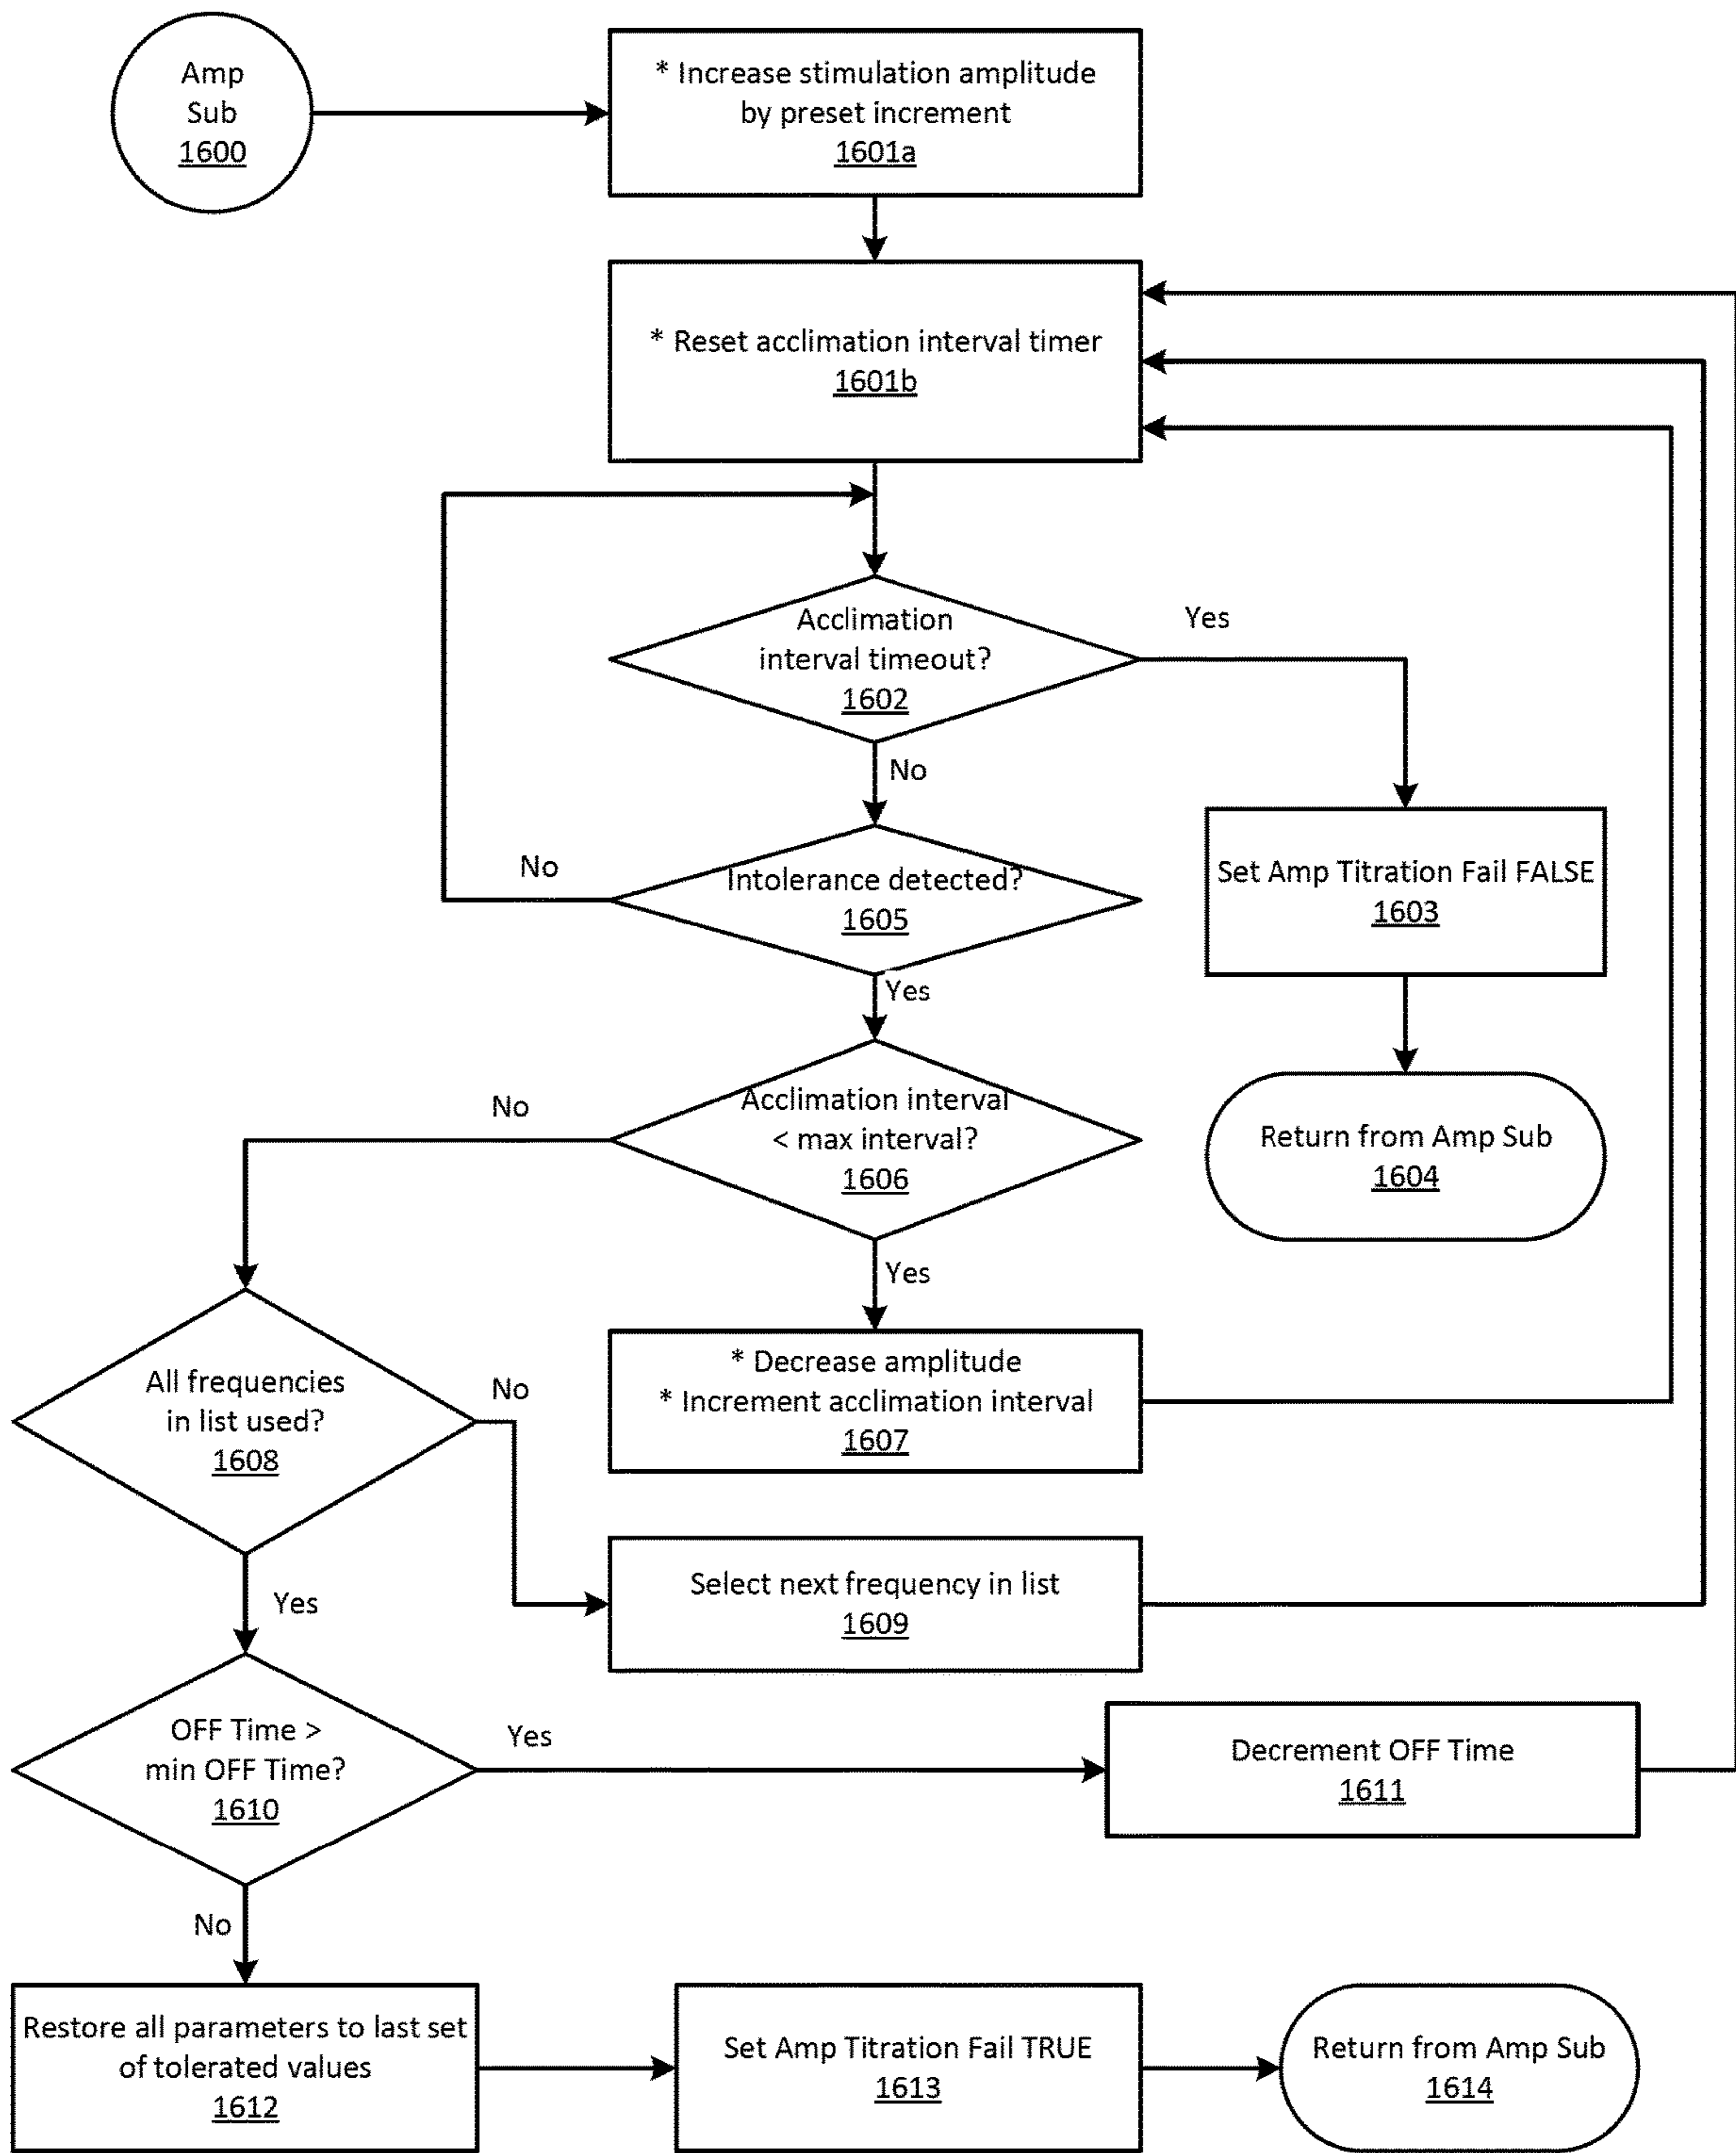 Amp
Sub
1600
* Increase stimulation amplitude
by preset increment
1601a
* Reset acclimation interval timer
1601b
Acclimation
interval timeout?
1602
Yes
No
Intolerance detected?
1605
No
Set Amp Titration Fail FALSE
1603
Yes
Acclimation interval
< max interval?
1606
No
Return from Amp Sub
1604
Yes
* Decrease amplitude
* Increment acclimation interval
1607
All frequencies
in list used?
1608
No
Select next frequency in list
1609
Yes
OFF Time >
min OFF Time?
1610
Yes
Decrement OFF Time
1611
No
Restore all parameters to last set
of tolerated values
1612
Set Amp Titration Fail TRUE
1613
Return from Amp Sub
1614